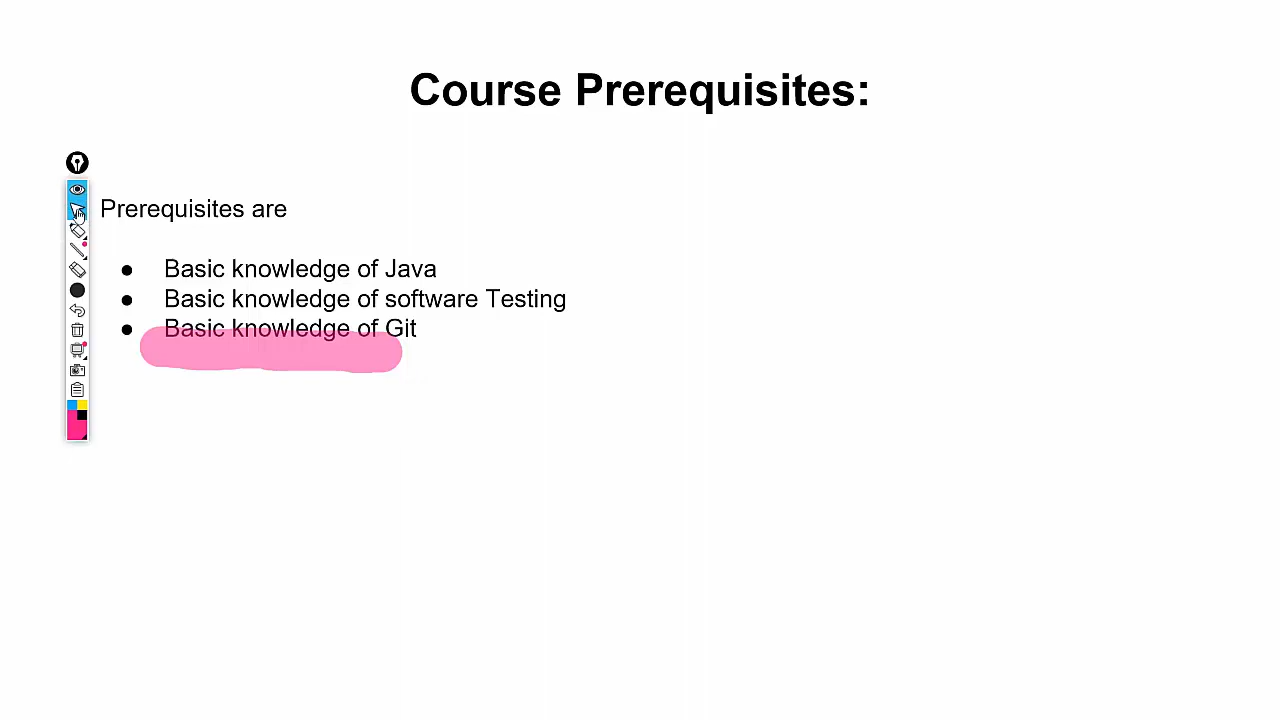 Course Prerequisites:
Prerequisites are
● Basic knowledge of Java
● Basic knowledge of software Testing
● Basic knowledge of Git